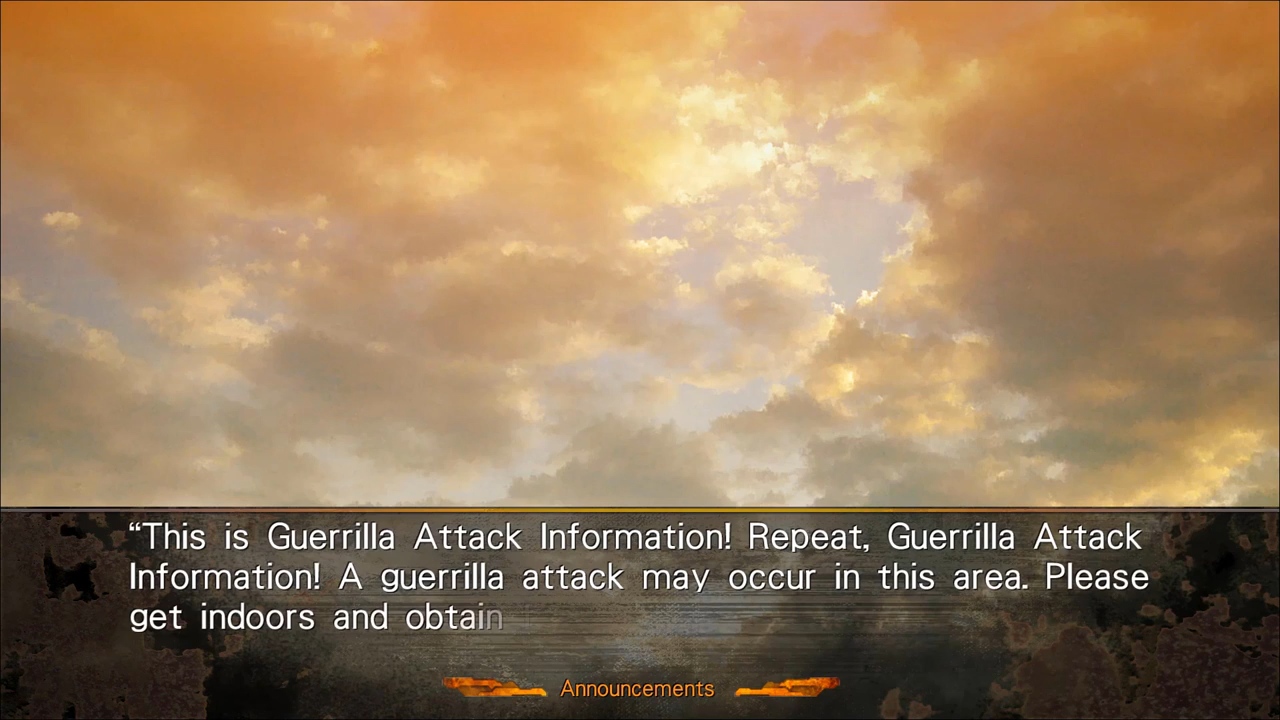 “This is Guerrilla Attack Information! Repeat, Guerrilla Attack
Information! A guerrilla attack may occur in this area. Please
get indoors and obtain
Announcements